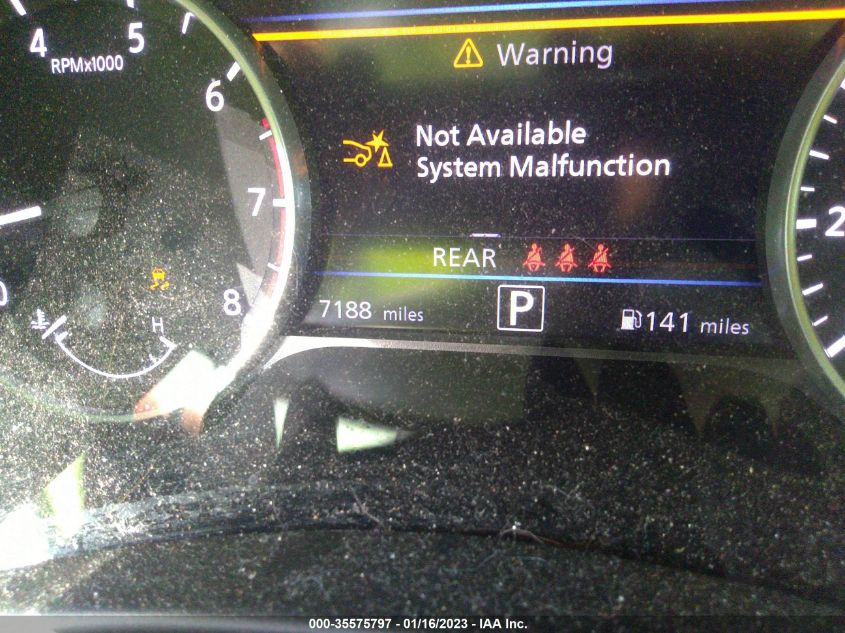 4 5
RPMx1000
6
7
8
0
H
Warning
Not Available
System Malfunction
REAR
7188 miles
P
141 miles
2
000-35575797 - 01/16/2023 - IAA Inc.